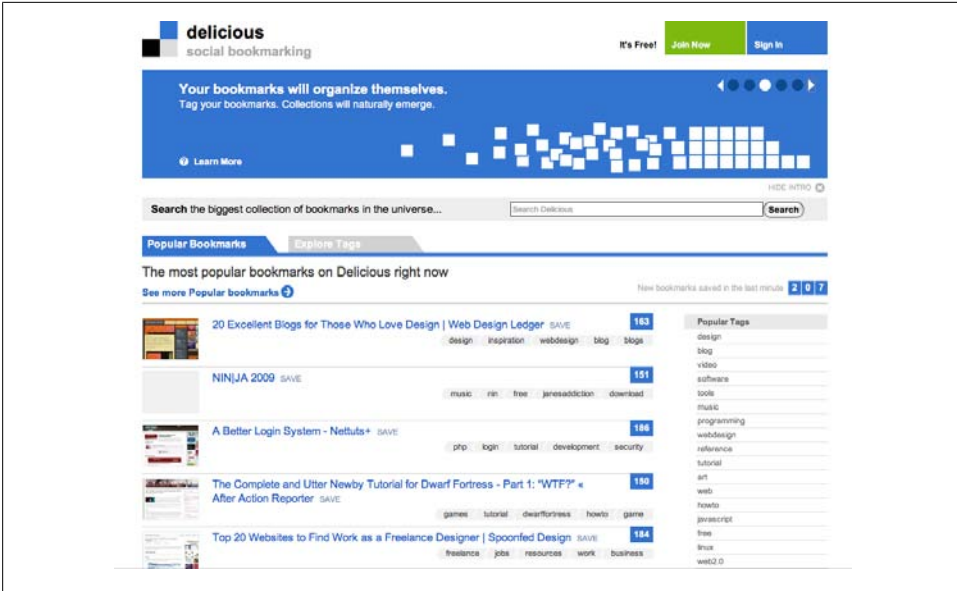 delicious
social bookmarking
It's Free!
Join Now
Sign In
Your bookmarks will organize themselves.
Tag your bookmarks. Collections will naturally emerge.
Learn More
HIDE INTRO
Search the biggest collection of bookmarks in the universe...
Search Delicious
Search
Popular Bookmarks
Explore Tags
The most popular bookmarks on Delicious right now
See more Popular bookmarks
New bookmarks saved in the last minute 2 0 7
20 Excellent Blogs for Those Who Love Design | Web Design Ledger SAVE 163
design inspiration webdesign blog blogs
NIN|JA 2009 SAVE 151
music nin free janesaddiction download
A Better Login System - Nettuts+ SAVE 186
php login tutorial development security
The Complete and Utter Newby Tutorial for Dwarf Fortress - Part 1: "WTF?" « 150
After Action Reporter SAVE
games tutorial dwarffortress howto game
Top 20 Websites to Find Work as a Freelance Designer | Spoonfed Design SAVE 184
freelance jobs resources work business
Popular Tags
design
blog
video
software
tools
music
programming
webdesign
reference
tutorial
art
web
howto
javascript
free
linux
web2.0